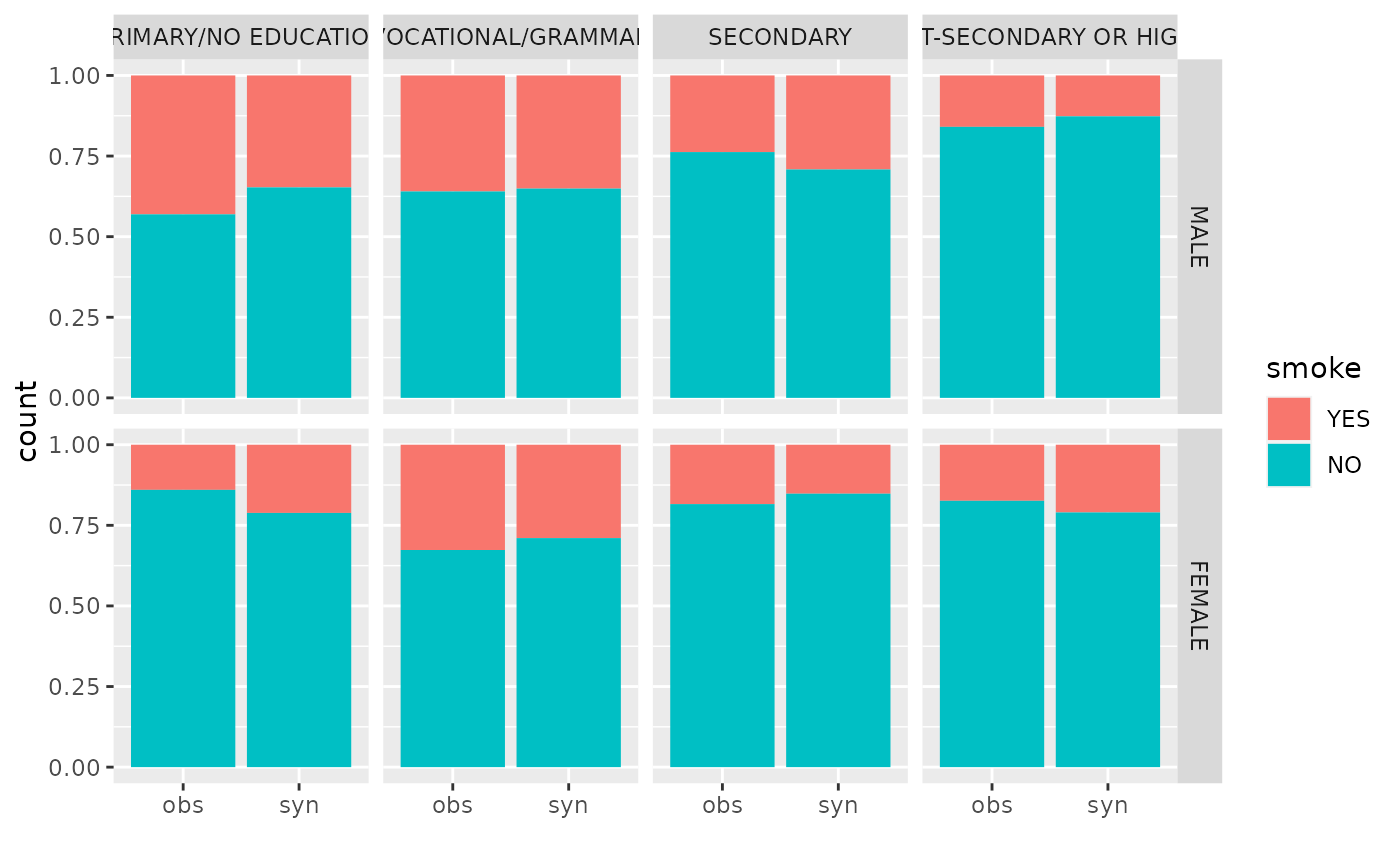 RIMARY/NO EDUCATIO VOCATIONAL/GRAMMAR SECONDARY T-SECONDARY OR HIG
1.00
0.75
0.50
0.25
0.00
MALE
1.00
0.75
0.50
0.25
0.00
FEMALE
count
obs syn obs syn obs syn obs syn
smoke
YES
NO